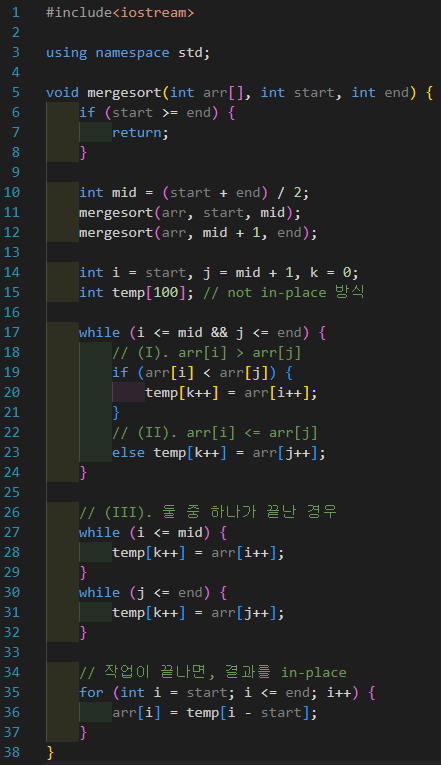 1 #include<iostream>
2
3 using namespace std;
4
5 void mergesort(int arr[], int start, int end) {
6 if (start >= end) {
7 return;
8 }
9
10 int mid = (start + end) / 2;
11 mergesort(arr, start, mid);
12 mergesort(arr, mid + 1, end);
13
14 int i = start, j = mid + 1, k = 0;
15 int temp[100]; // not in-place 방식
16
17 while (i <= mid && j <= end) {
18 // (I). arr[i] > arr[j]
19 if (arr[i] < arr[j]) {
20 temp[k++] = arr[i++];
21 }
22 // (II). arr[i] <= arr[j]
23 else temp[k++] = arr[j++];
24 }
25
26 // (III). 둘 중 하나가 끝난 경우
27 while (i <= mid) {
28 temp[k++] = arr[i++];
29 }
30 while (j <= end) {
31 temp[k++] = arr[j++];
32 }
33
34 // 작업이 끝나면, 결과를 in-place
35 for (int i = start; i <= end; i++) {
36 arr[i] = temp[i - start];
37 }
38 }